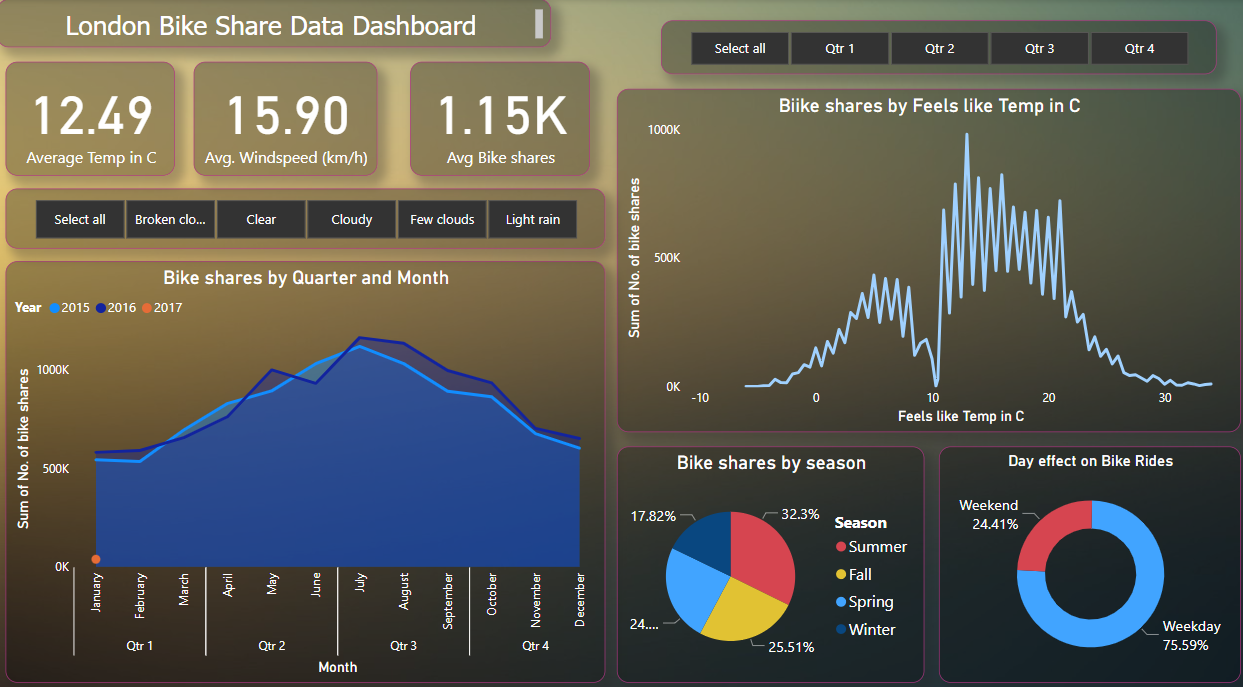 London Bike Share Data Dashboard
Select all Qtr 1 Qtr 2 Qtr 3 Qtr 4
12.49
Average Temp in C
15.90
Avg. Windspeed (km/h)
1.15K
Avg Bike shares
Select all Broken clo... Clear Cloudy Few clouds Light rain
Bike shares by Quarter and Month
Year 2015 2016 2017
Sum of No. of bike shares
1000K
500K
0K
January February March April May June July August September October November December
Qtr 1 Qtr 2 Qtr 3 Qtr 4
Month
Biike shares by Feels like Temp in C
Sum of No. of bike shares
1000K
500K
0K
-10 0 10 20 30
Feels like Temp in C
Bike shares by season
17.82%
32.3%
24....
25.51%
Season
Summer
Fall
Spring
Winter
Day effect on Bike Rides
Weekend
24.41%
Weekday
75.59%